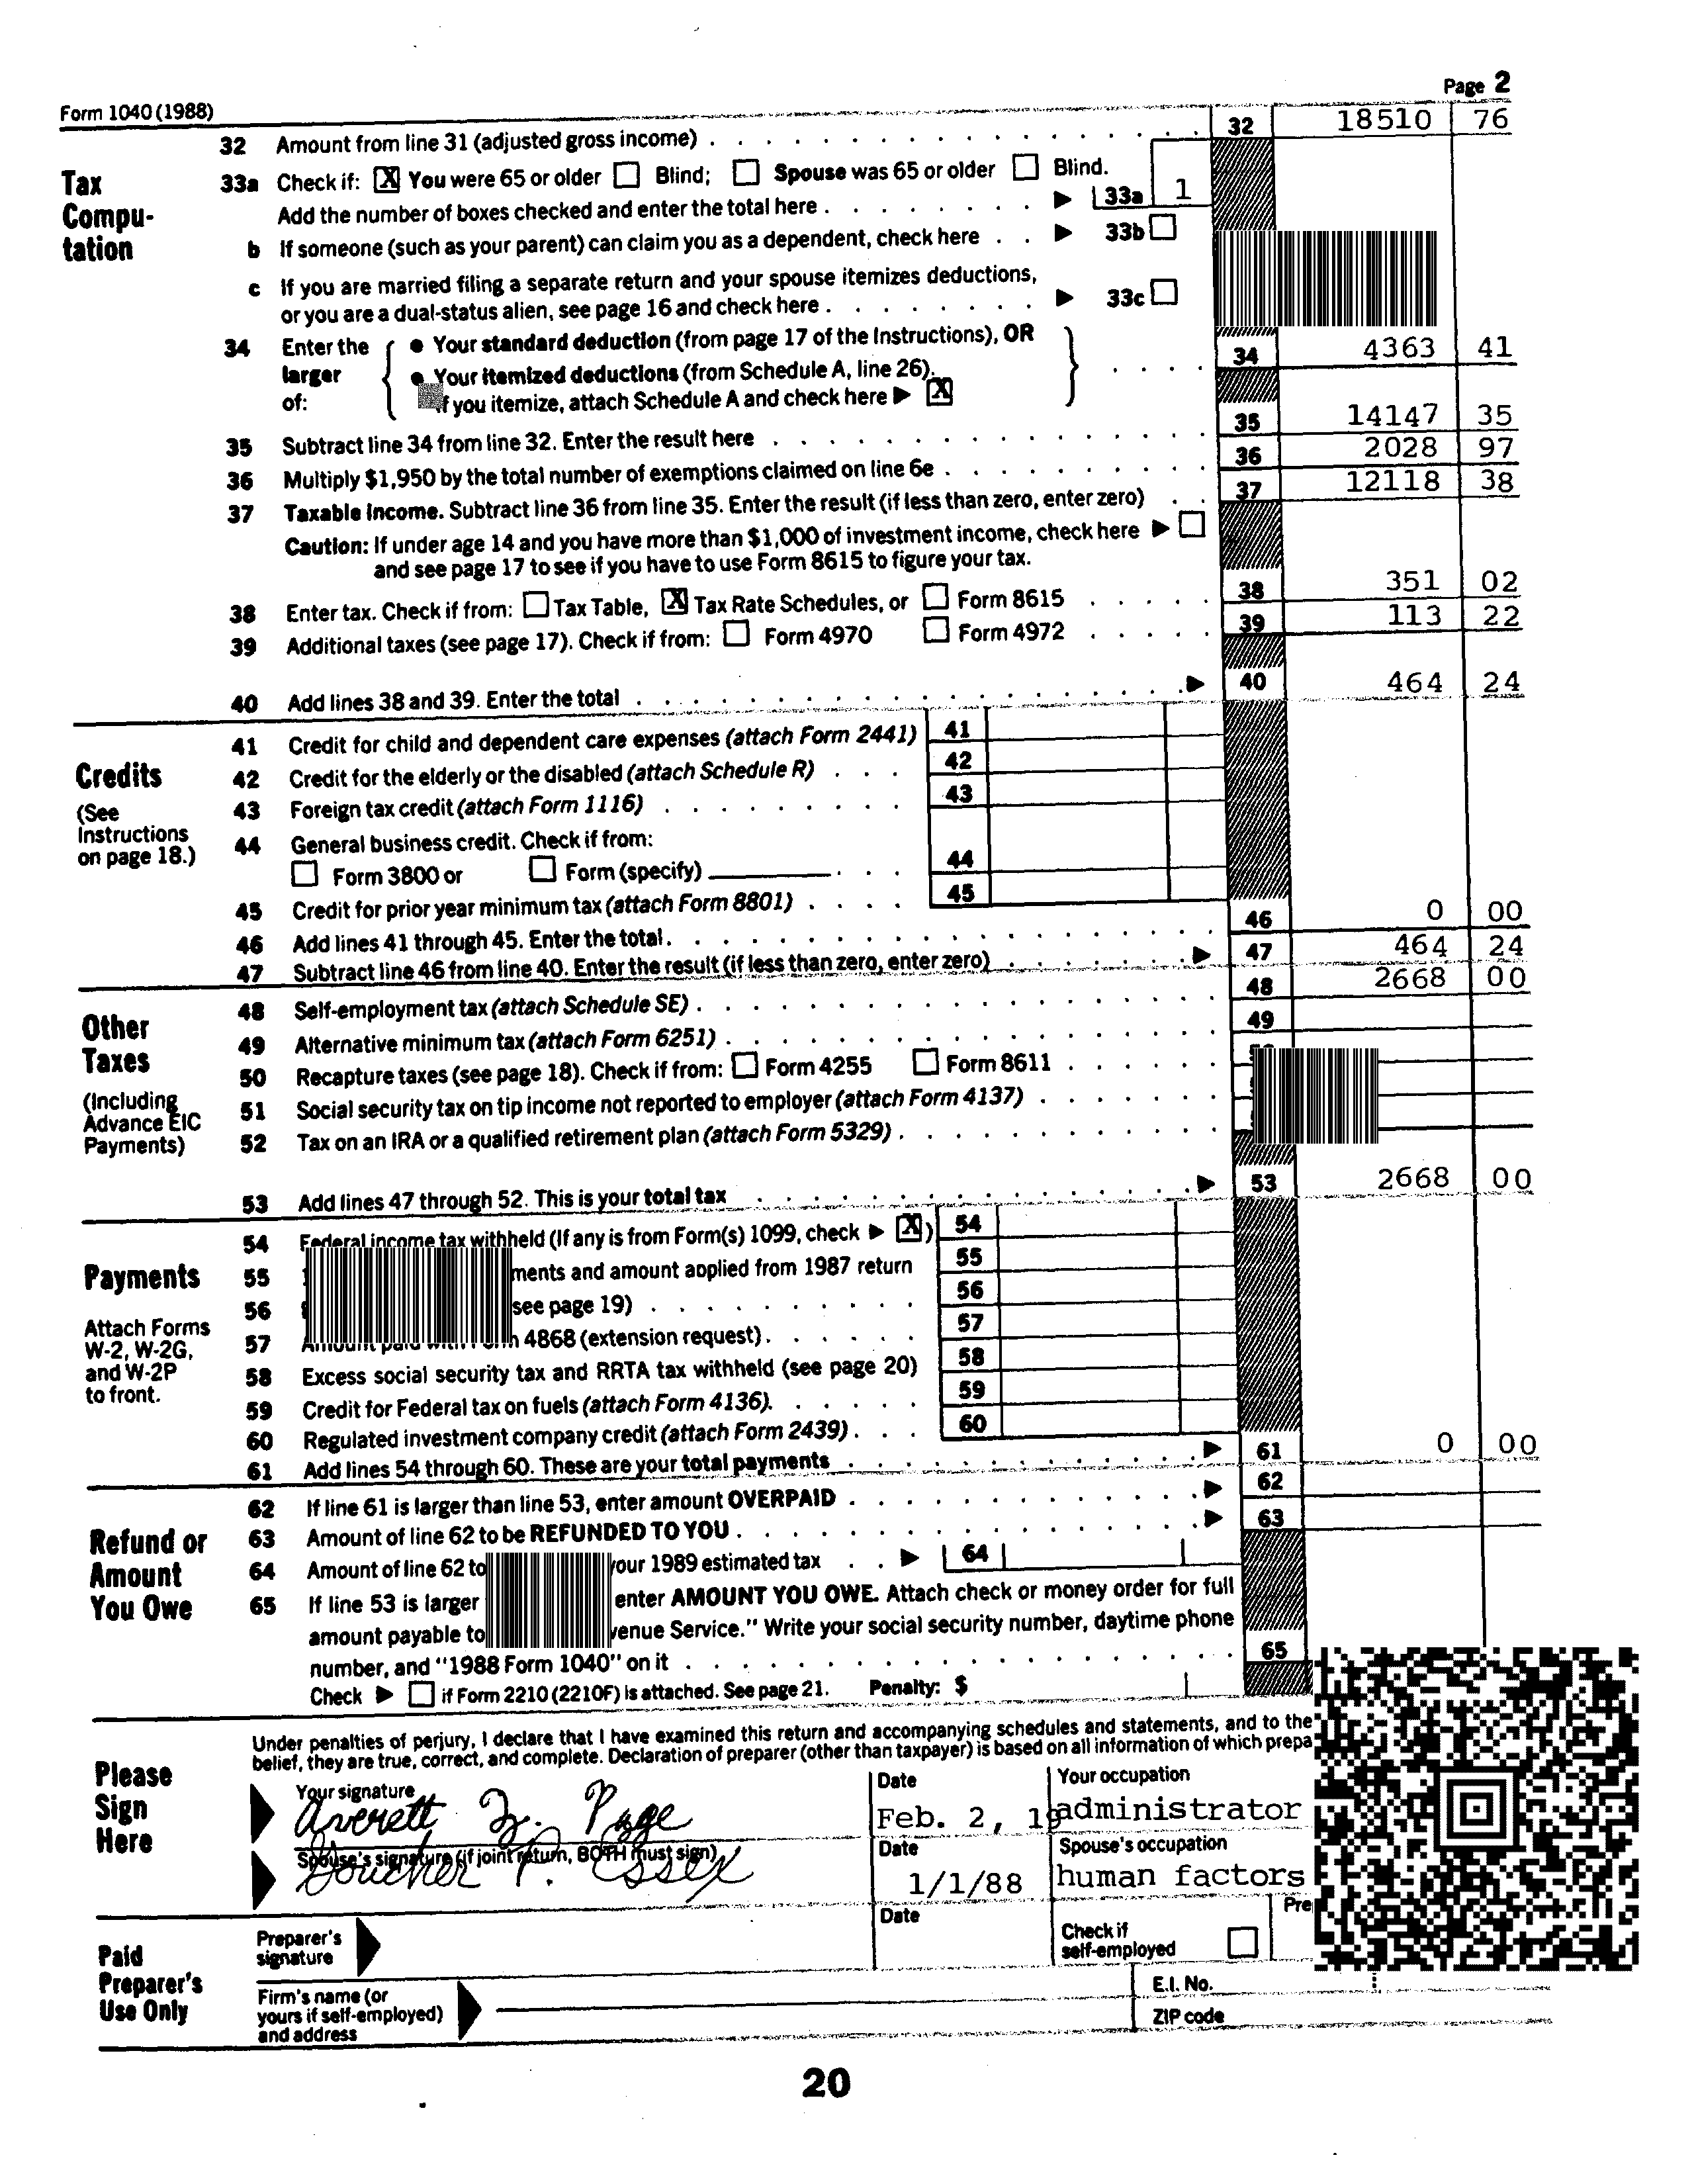 Page 2
Form 1040 (1988)
32 Amount from line 31 (adjusted gross income) . . . 32 18510 76
Tax Compu- tation
33a Check if: X You were 65 or older Blind; Spouse was 65 or older Blind.
Add the number of boxes checked and enter the total here . . . 33a 1
b If someone (such as your parent) can claim you as a dependent, check here . . 33b
c If you are married filing a separate return and your spouse itemizes deductions,
or you are a dual-status alien, see page 16 and check here . . . 33c
34 Enter the larger of:
• Your standard deduction (from page 17 of the Instructions), OR
• Your itemized deductions (from Schedule A, line 26).
If you itemize, attach Schedule A and check here X
34 4363 41
35 Subtract line 34 from line 32. Enter the result here . . . 35 14147 35
36 Multiply $1,950 by the total number of exemptions claimed on line 6e . . . 36 2028 97
37 Taxable income. Subtract line 36 from line 35. Enter the result (if less than zero, enter zero) . . 37 12118 38
Caution: If under age 14 and you have more than $1,000 of investment income, check here
and see page 17 to see if you have to use Form 8615 to figure your tax.
38 Enter tax. Check if from: Tax Table, X Tax Rate Schedules, or Form 8615 . . . 38 351 02
39 Additional taxes (see page 17). Check if from: Form 4970 Form 4972 . . . 39 113 22
40 Add lines 38 and 39. Enter the total . . . 40 464 24
Credits
(See Instructions on page 18.)
41 Credit for child and dependent care expenses (attach Form 2441) 41
42 Credit for the elderly or the disabled (attach Schedule R) . . . 42
43 Foreign tax credit (attach Form 1116) . . . 43
44 General business credit. Check if from:
Form 3800 or Form (specify) . . . 44
45 Credit for prior year minimum tax (attach Form 8801) . . . 45
46 Add lines 41 through 45. Enter the total . . . 46 0 00
47 Subtract line 46 from line 40. Enter the result (if less than zero, enter zero) . . . 47 464 24
Other Taxes
(Including Advance EIC Payments)
48 Self-employment tax (attach Schedule SE) . . . 48 2668 00
49 Alternative minimum tax (attach Form 6251) . . . 49
50 Recapture taxes (see page 18). Check if from: Form 4255 Form 8611 . . .
51 Social security tax on tip income not reported to employer (attach Form 4137) . . .
52 Tax on an IRA or a qualified retirement plan (attach Form 5329) . . .
53 Add lines 47 through 52. This is your total tax . . . 53 2668 00
Payments
Attach Forms W-2, W-2G, and W-2P to front.
54 Federal income tax withheld (If any is from Form(s) 1099, check X ) 54
55 ments and amount applied from 1987 return 55
56 see page 19) . . . 56
57 Amount paid with Form 4868 (extension request) . . . 57
58 Excess social security tax and RRTA tax withheld (see page 20) 58
59 Credit for Federal tax on fuels (attach Form 4136) . . . 59
60 Regulated investment company credit (attach Form 2439) . . . 60
61 Add lines 54 through 60. These are your total payments . . . 61 0 00
Refund or Amount You Owe
62 If line 61 is larger than line 53, enter amount OVERPAID . . . 62
63 Amount of line 62 to be REFUNDED TO YOU . . . 63
64 Amount of line 62 to your 1989 estimated tax . . 64
65 If line 53 is larger enter AMOUNT YOU OWE. Attach check or money order for full
amount payable to venue Service." Write your social security number, daytime phone
number, and "1988 Form 1040" on it . . . 65
Check if Form 2210 (2210F) is attached. See page 21. Penalty: $
Please Sign Here
Under penalties of perjury, I declare that I have examined this return and accompanying schedules and statements, and to the
belief, they are true, correct, and complete. Declaration of preparer (other than taxpayer) is based on all information of which prepa
Your signature Date Your occupation
Averett Z. Page Feb. 2, 19 administrator
Spouse's signature (if joint return, BOTH must sign) Date Spouse's occupation
Goucher P. Essex 1/1/88 human factors
Paid Preparer's Use Only
Preparer's signature Date Check if self-employed Pre
Firm's name (or yours if self-employed) and address E.I. No.
ZIP code
20